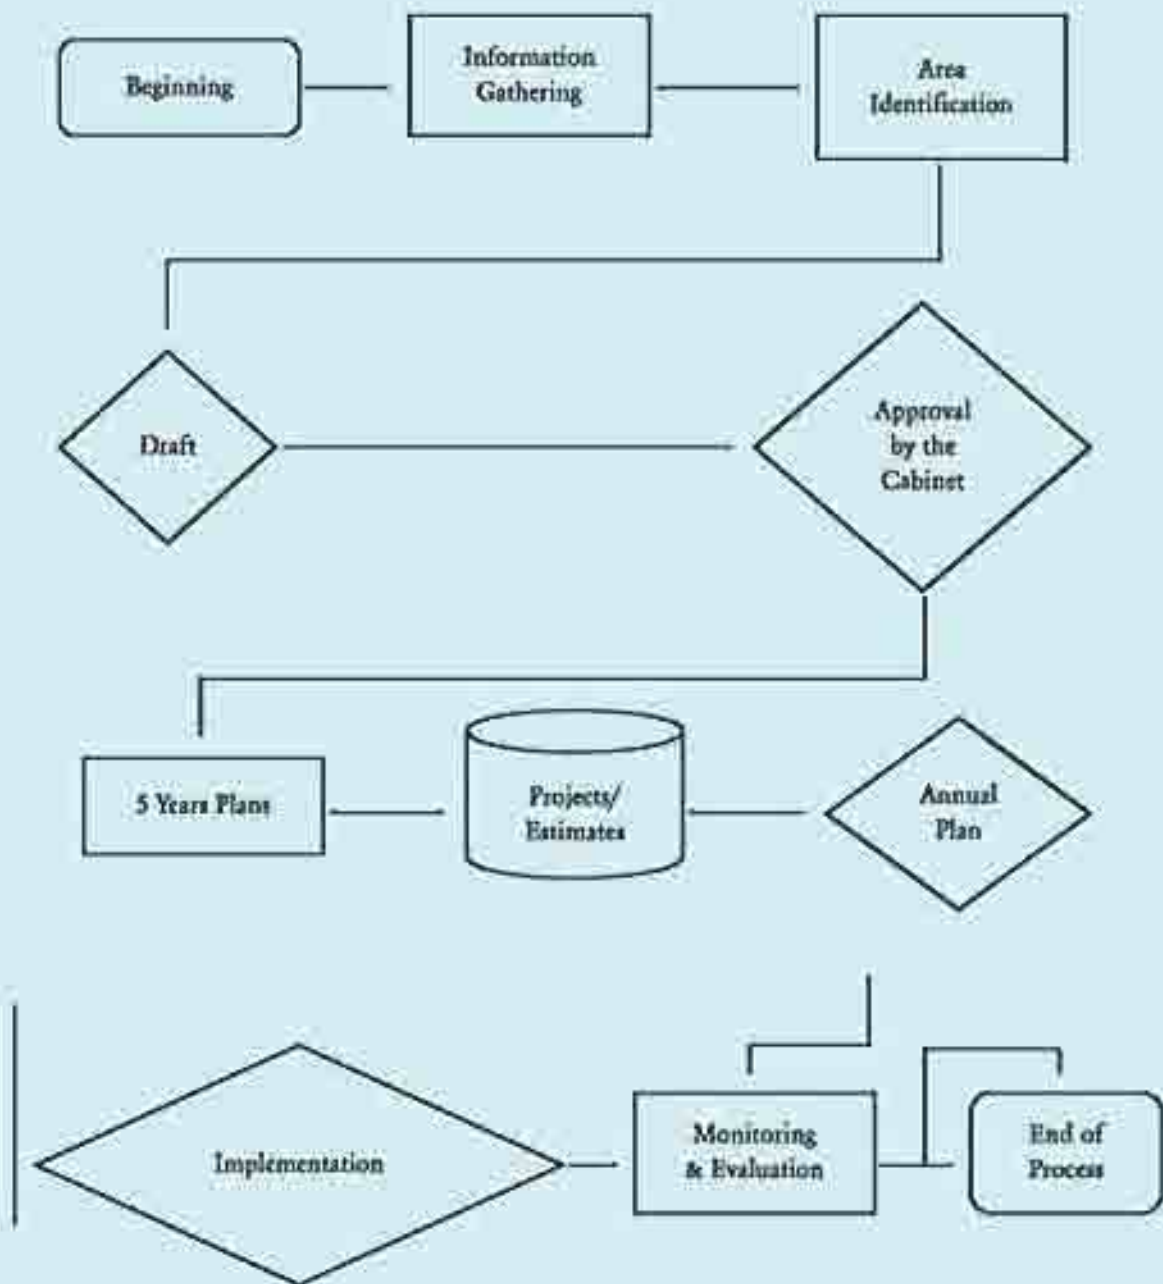 Beginning
Information
Gathering
Area
Identification
Draft
Approval
by the
Cabinet
5 Years Plans
Projects/
Estimates
Annual
Plan
Implementation
Monitoring
& Evaluation
End of
Process